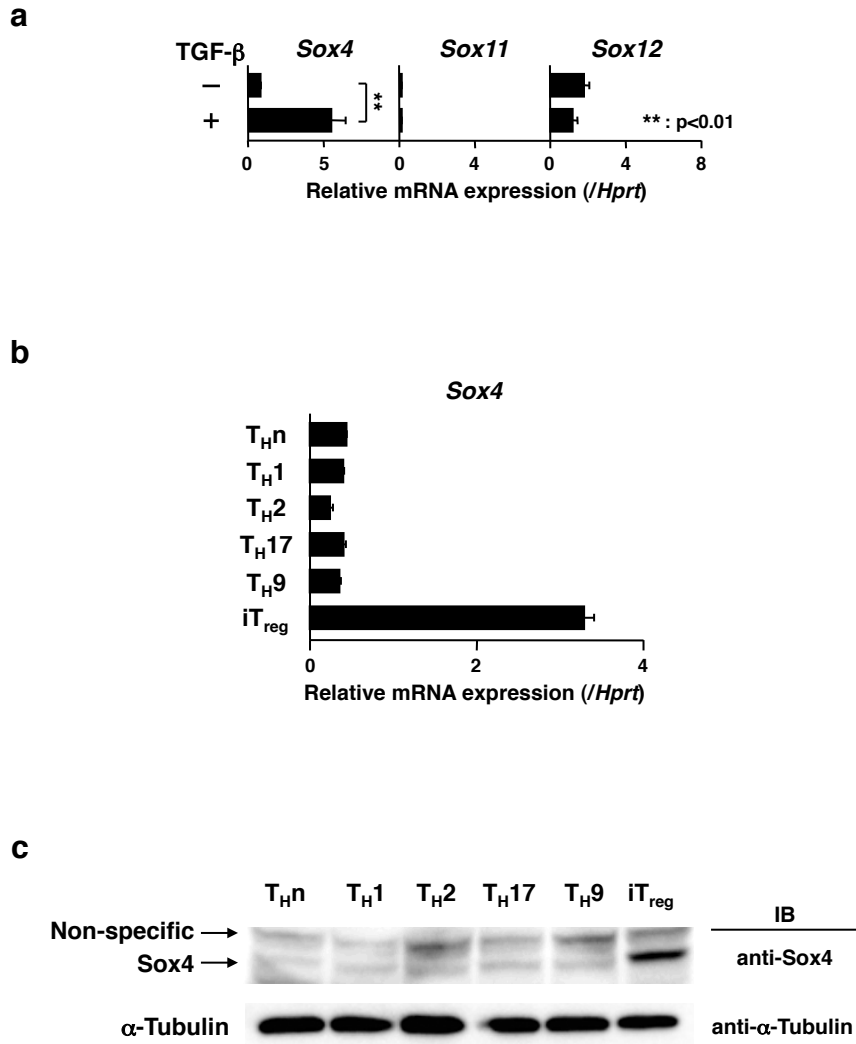 a
TGF-β Sox4 Sox11 Sox12
−
**
+
** : p<0.01
0 5 0 4 0 4 8
Relative mRNA expression (/Hprt)
b
Sox4
THn
TH1
TH2
TH17
TH9
iTreg
0 2 4
Relative mRNA expression (/Hprt)
c
THn TH1 TH2 TH17 TH9 iTreg
IB
Non-specific
Sox4
anti-Sox4
α-Tubulin
anti-α-Tubulin